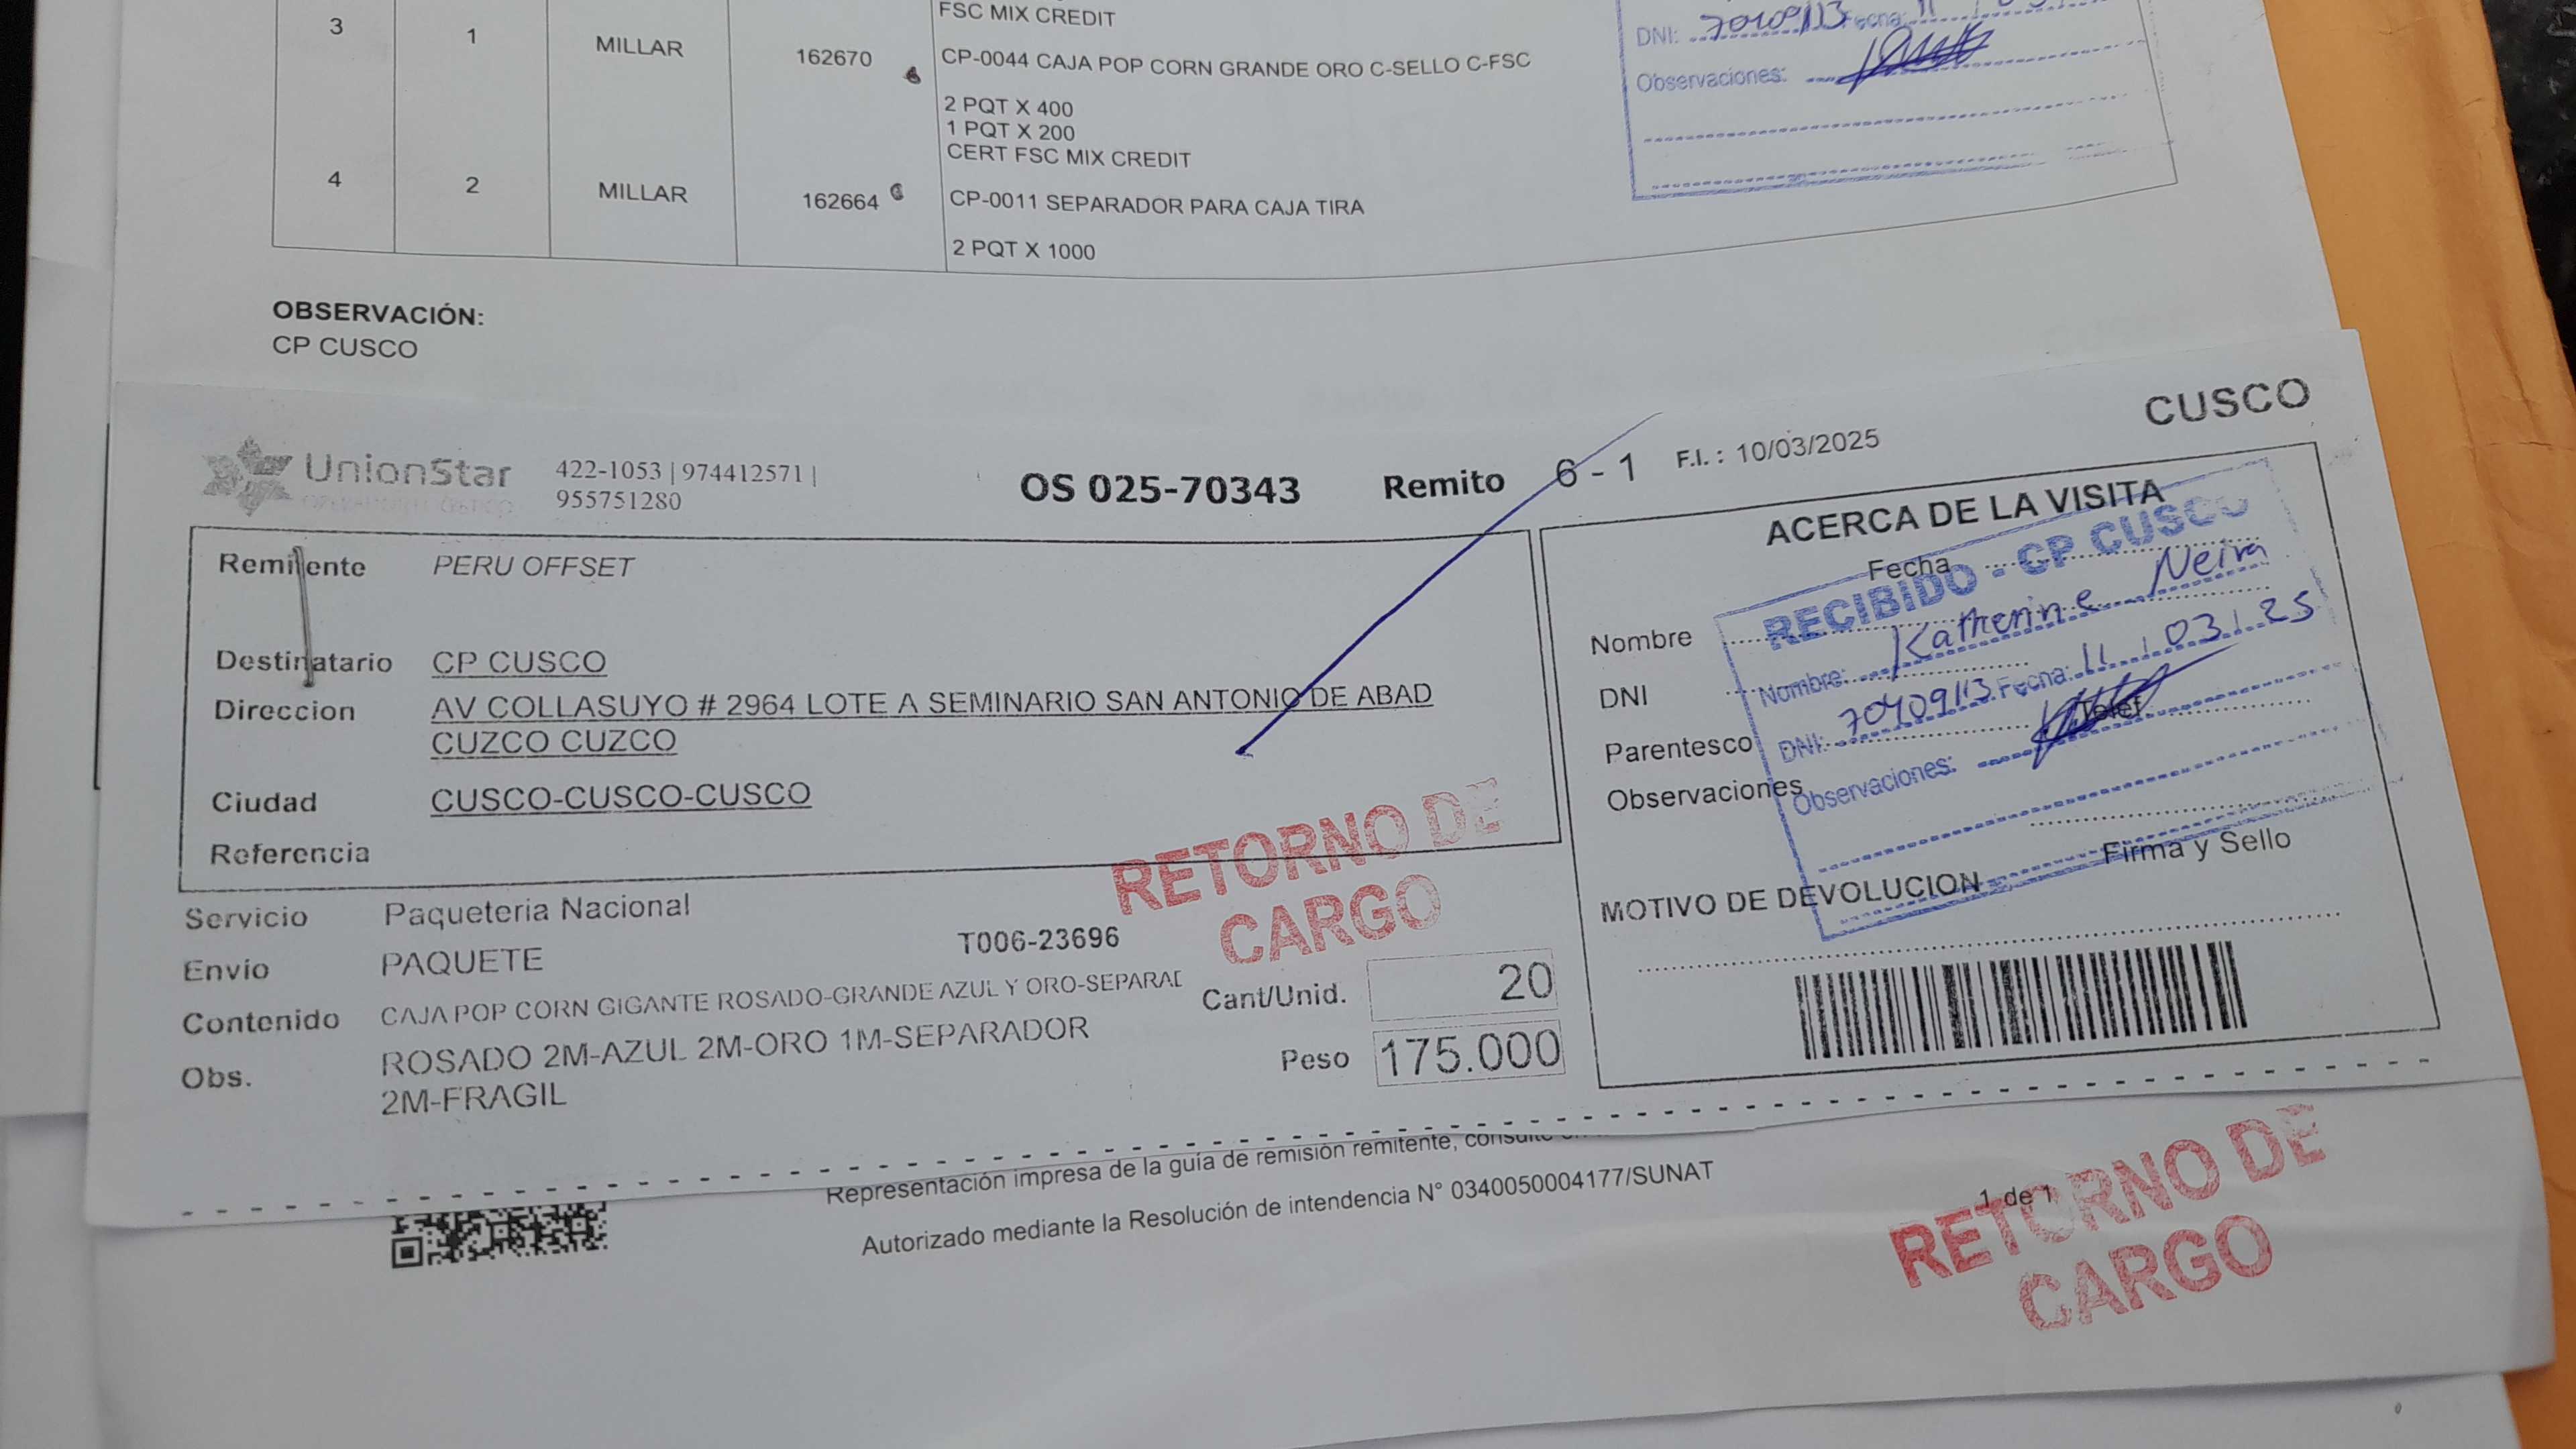 FSC MIX CREDIT
3 1 MILLAR 162670 CP-0044 CAJA POP CORN GRANDE ORO C-SELLO C-FSC
2 PQT X 400
1 PQT X 200
CERT FSC MIX CREDIT
4 2 MILLAR 162664 CP-0011 SEPARADOR PARA CAJA TIRA
2 PQT X 1000
DNI: 70409113 Fecha: 11
Observaciones:
OBSERVACIÓN:
CP CUSCO
CUSCO
UnionStar
422-1053 | 974412571 |
955751280
OS 025-70343 Remito 6 - 1 F.I. : 10/03/2025
Remitente PERU OFFSET
Destinatario CP CUSCO
Direccion AV COLLASUYO # 2964 LOTE A SEMINARIO SAN ANTONIO DE ABAD
CUZCO CUZCO
Ciudad CUSCO-CUSCO-CUSCO
Referencia
Servicio Paqueteria Nacional
Envio PAQUETE
T006-23696
Contenido CAJA POP CORN GIGANTE ROSADO-GRANDE AZUL Y ORO-SEPARAD
Obs. ROSADO 2M-AZUL 2M-ORO 1M-SEPARADOR
2M-FRAGIL
Cant/Unid. 20
Peso 175.000
RETORNO DE
CARGO
ACERCA DE LA VISITA
Fecha
Nombre
DNI
Parentesco
Telef
Observaciones
Firma y Sello
MOTIVO DE DEVOLUCION
RECIBIDO - CP CUSCO
Nombre: Katherine Neira
DNI: 70409113 Fecha: 11 | 03 | 25
Observaciones:
Representación impresa de la guía de remisión remitente,
Autorizado mediante la Resolución de intendencia N° 0340050004177/SUNAT
1 de 1
RETORNO DE
CARGO